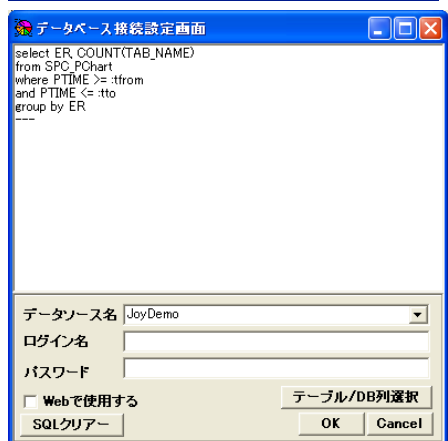 データベース接続設定画面
select ER, COUNT(TAB_NAME)
from SPC_PChart
where PTIME >= :tfrom
and PTIME <= :tto
group by ER
---
データソース名 JoyDemo
ログイン名
パスワード
Webで使用する
テーブル/DB列選択
SQLクリアー
OK
Cancel